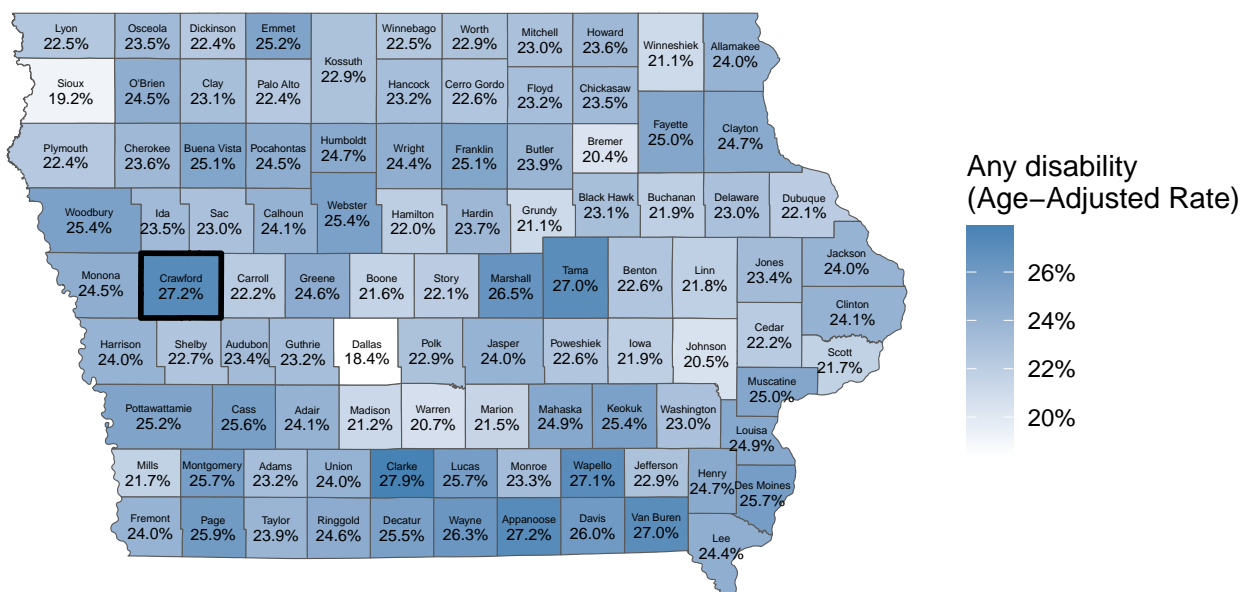 Lyon
22.5%
Osceola
23.5%
Dickinson
22.4%
Emmet
25.2%
Kossuth
22.9%
Winnebago
22.5%
Worth
22.9%
Mitchell
23.0%
Howard
23.6%
Winneshiek
21.1%
Allamakee
24.0%
Sioux
19.2%
O'Brien
24.5%
Clay
23.1%
Palo Alto
22.4%
Hancock
23.2%
Cerro Gordo
22.6%
Floyd
23.2%
Chickasaw
23.5%
Fayette
25.0%
Clayton
24.7%
Plymouth
22.4%
Cherokee
23.6%
Buena Vista
25.1%
Pocahontas
24.5%
Humboldt
24.7%
Wright
24.4%
Franklin
25.1%
Butler
23.9%
Bremer
20.4%
Woodbury
25.4%
Ida
23.5%
Sac
23.0%
Calhoun
24.1%
Webster
25.4%
Hamilton
22.0%
Hardin
23.7%
Grundy
21.1%
Black Hawk
23.1%
Buchanan
21.9%
Delaware
23.0%
Dubuque
22.1%
Monona
24.5%
Crawford
27.2%
Carroll
22.2%
Greene
24.6%
Boone
21.6%
Story
22.1%
Marshall
26.5%
Tama
27.0%
Benton
22.6%
Linn
21.8%
Jones
23.4%
Jackson
24.0%
Clinton
24.1%
Harrison
24.0%
Shelby
22.7%
Audubon
23.4%
Guthrie
23.2%
Dallas
18.4%
Polk
22.9%
Jasper
24.0%
Poweshiek
22.6%
Iowa
21.9%
Johnson
20.5%
Cedar
22.2%
Scott
21.7%
Muscatine
25.0%
Pottawattamie
25.2%
Cass
25.6%
Adair
24.1%
Madison
21.2%
Warren
20.7%
Marion
21.5%
Mahaska
24.9%
Keokuk
25.4%
Washington
23.0%
Louisa
24.9%
Mills
21.7%
Montgomery
25.7%
Adams
23.2%
Union
24.0%
Clarke
27.9%
Lucas
25.7%
Monroe
23.3%
Wapello
27.1%
Jefferson
22.9%
Henry
24.7%
Des Moines
25.7%
Fremont
24.0%
Page
25.9%
Taylor
23.9%
Ringgold
24.6%
Decatur
25.5%
Wayne
26.3%
Appanoose
27.2%
Davis
26.0%
Van Buren
27.0%
Lee
24.4%
Any disability
(Age−Adjusted Rate)
26%
24%
22%
20%